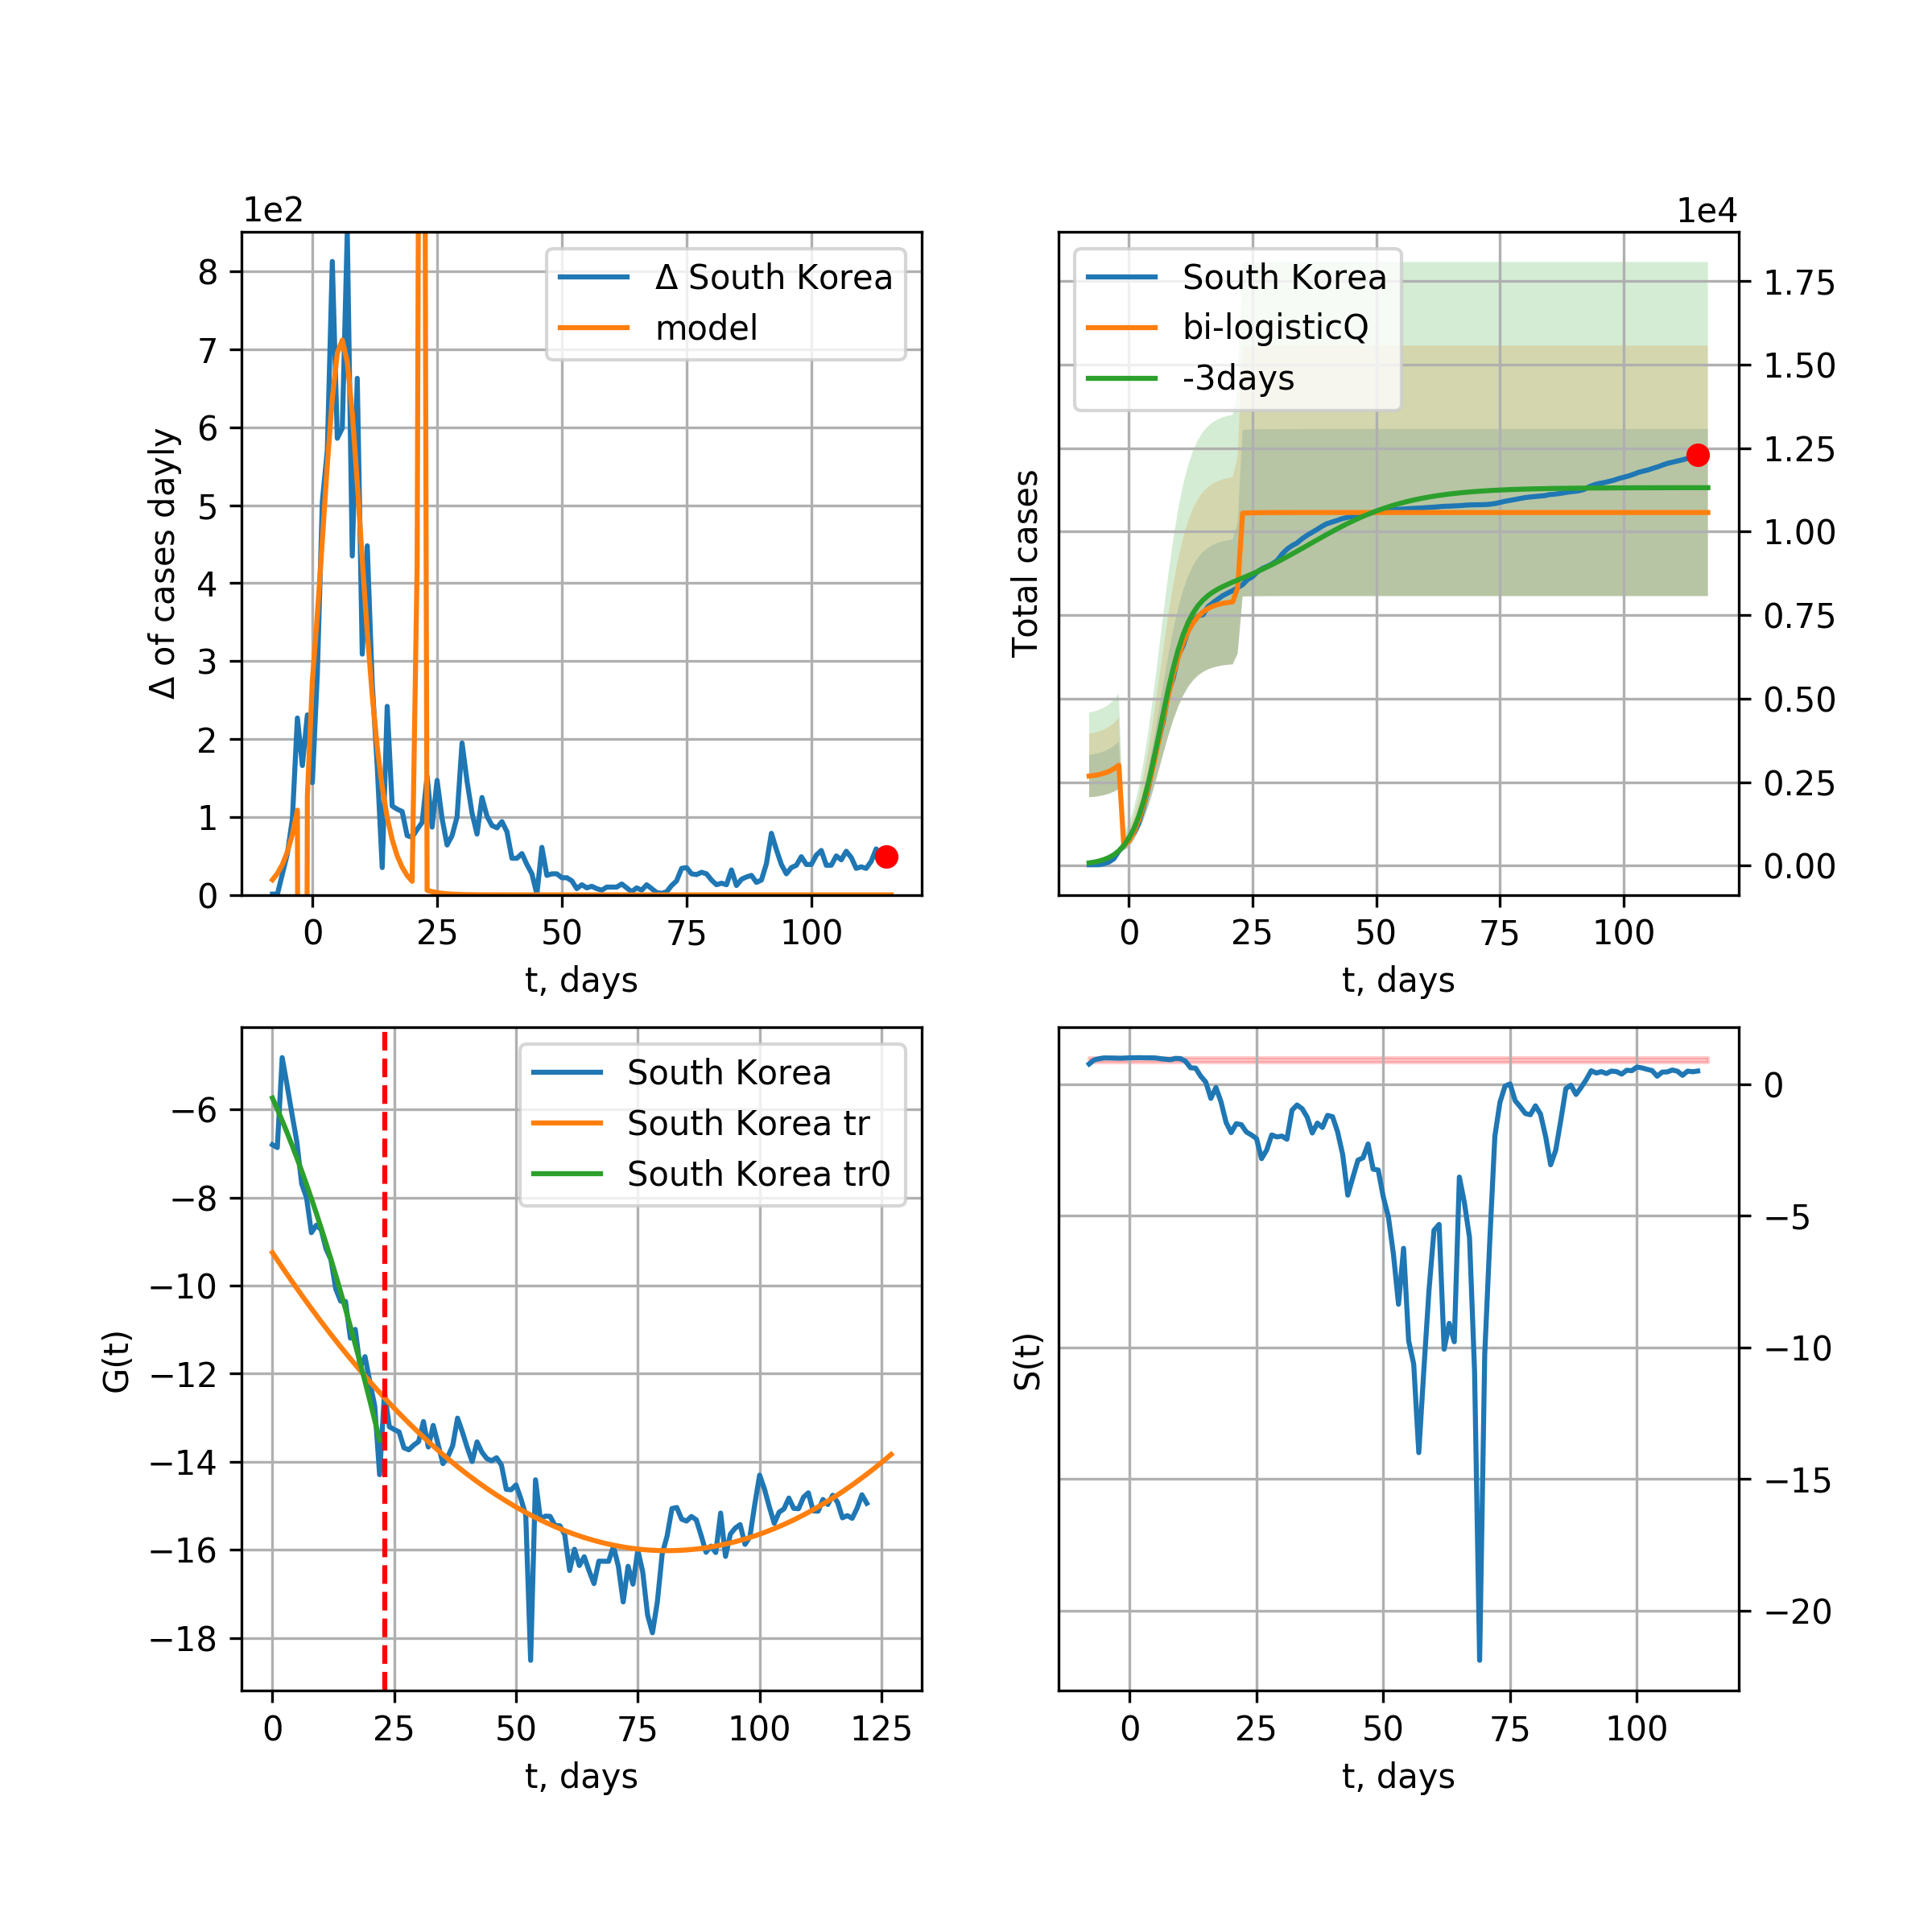 1e2
8
7
6
5
4
3
2
1
0
Δ of cases dayly
Δ South Korea
model
0
25
50
75
100
t, days
1e4
South Korea
bi-logisticQ
-3days
Total cases
1.75
1.50
1.25
1.00
0.75
0.50
0.25
0.00
0
25
50
75
100
t, days
South Korea
South Korea tr
South Korea tr0
−6
−8
−10
−12
−14
−16
−18
G(t)
0
25
50
75
100
125
t, days
S(t)
0
−5
−10
−15
−20
0
25
50
75
100
t, days